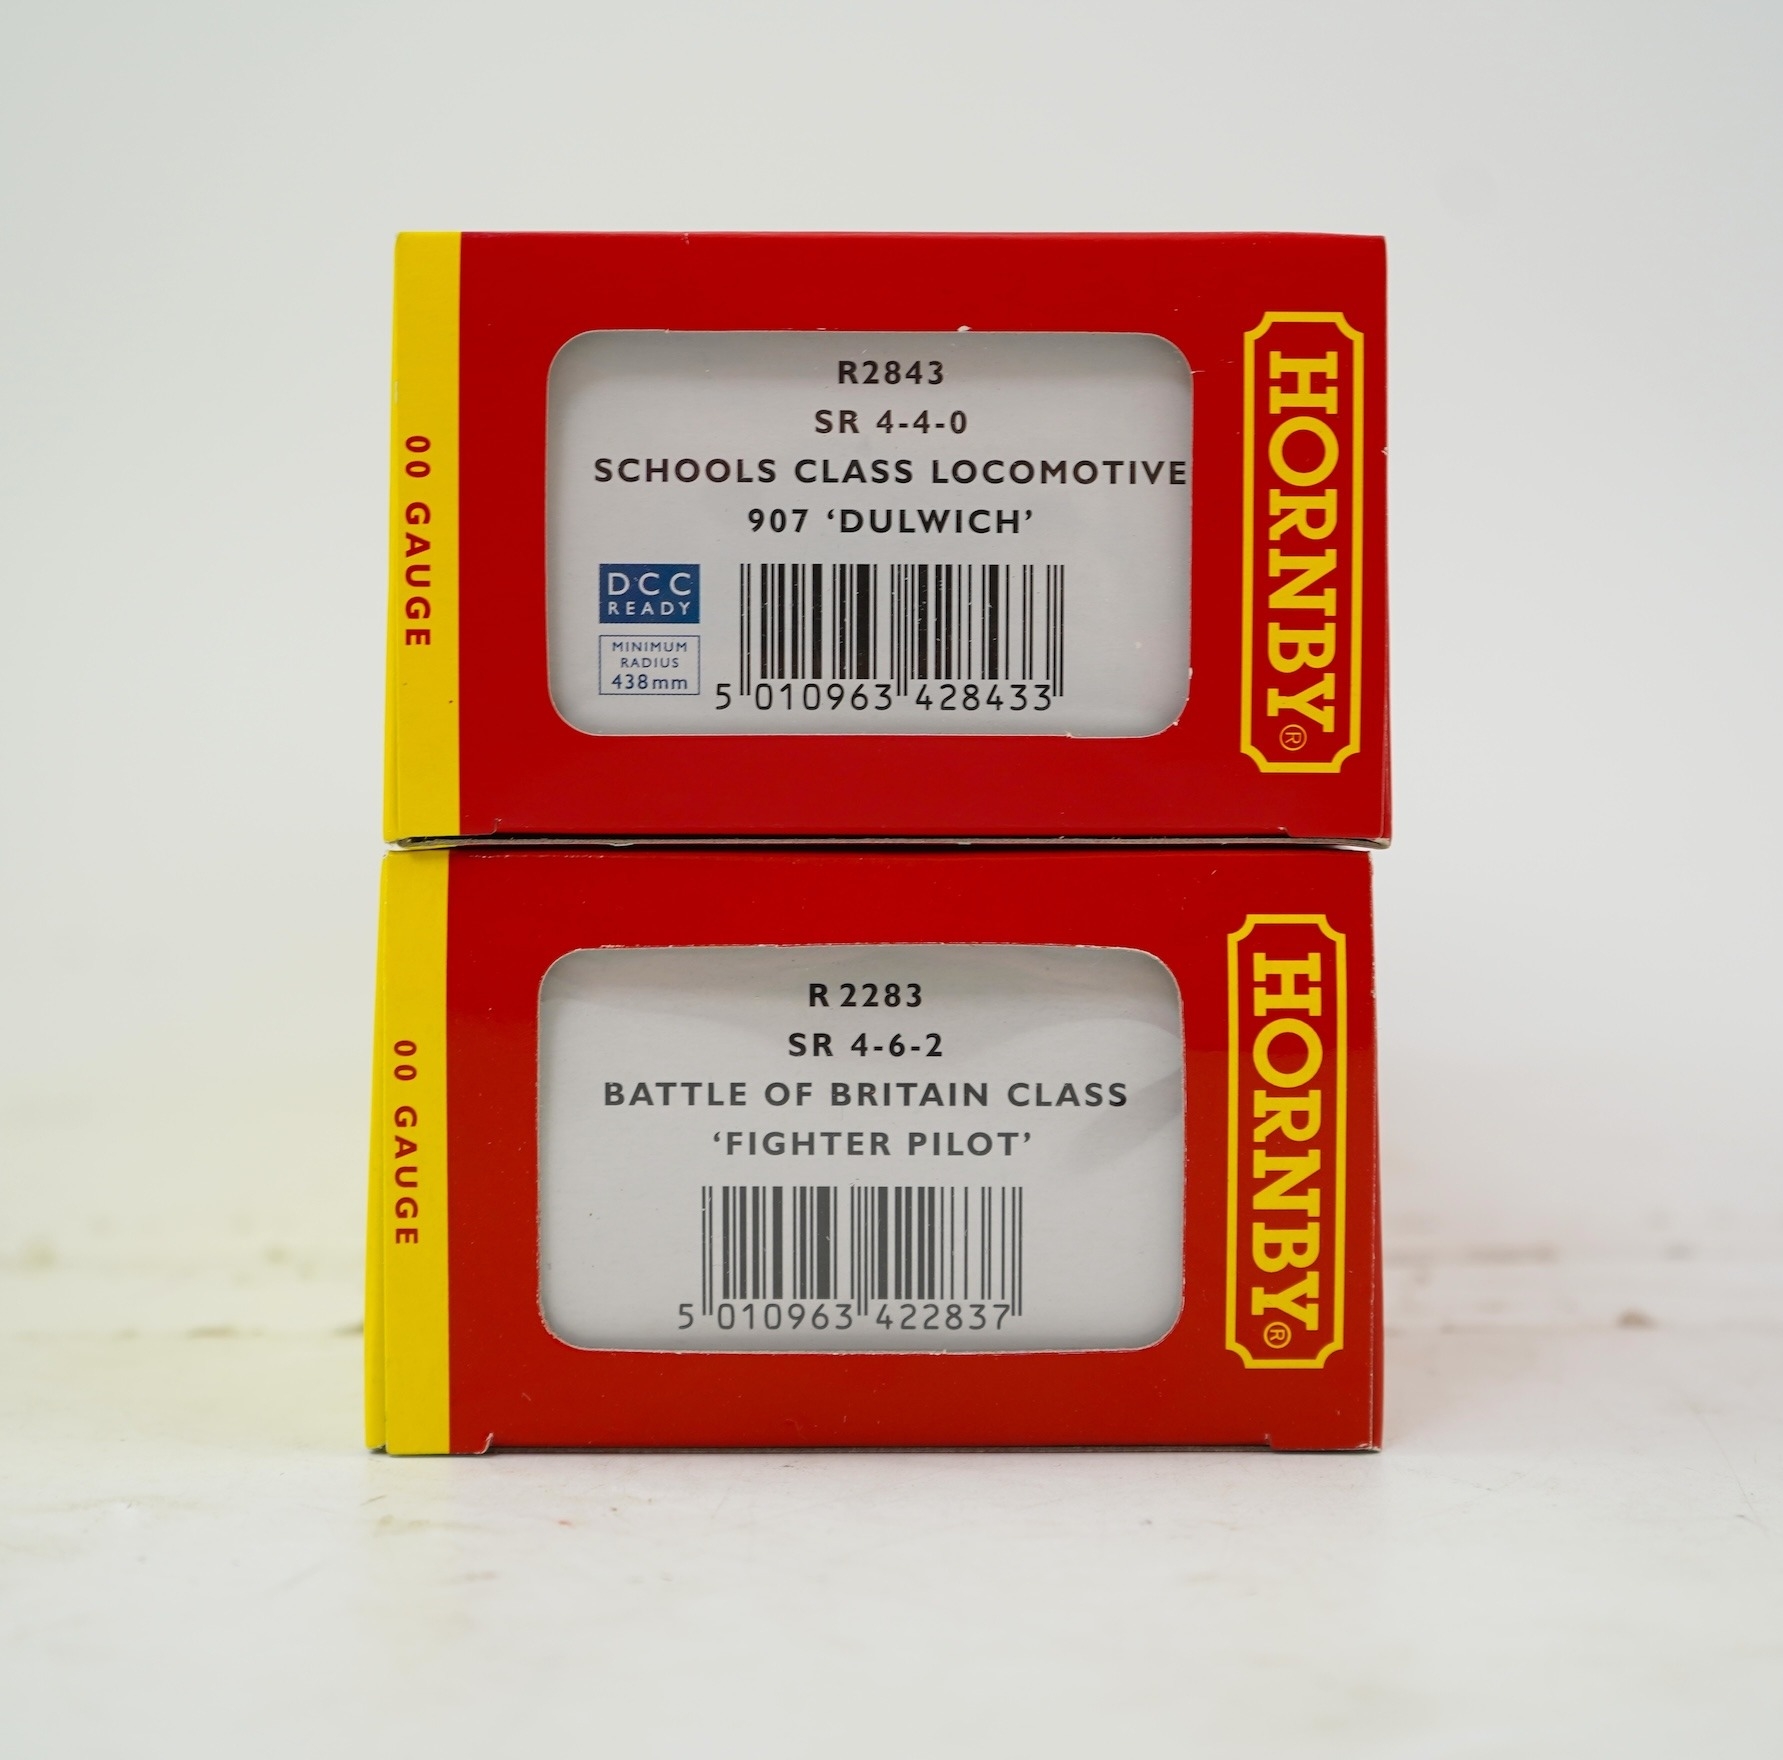 00 GAUGE
R2843
SR 4-4-0
SCHOOLS CLASS LOCOMOTIVE
907 ‘DULWICH’
DCC
READY
MINIMUM
RADIUS
438mm
5 010963 428433
HORNBY®
00 GAUGE
R 2283
SR 4-6-2
BATTLE OF BRITAIN CLASS
‘FIGHTER PILOT’
5 010963 422837
HORNBY®